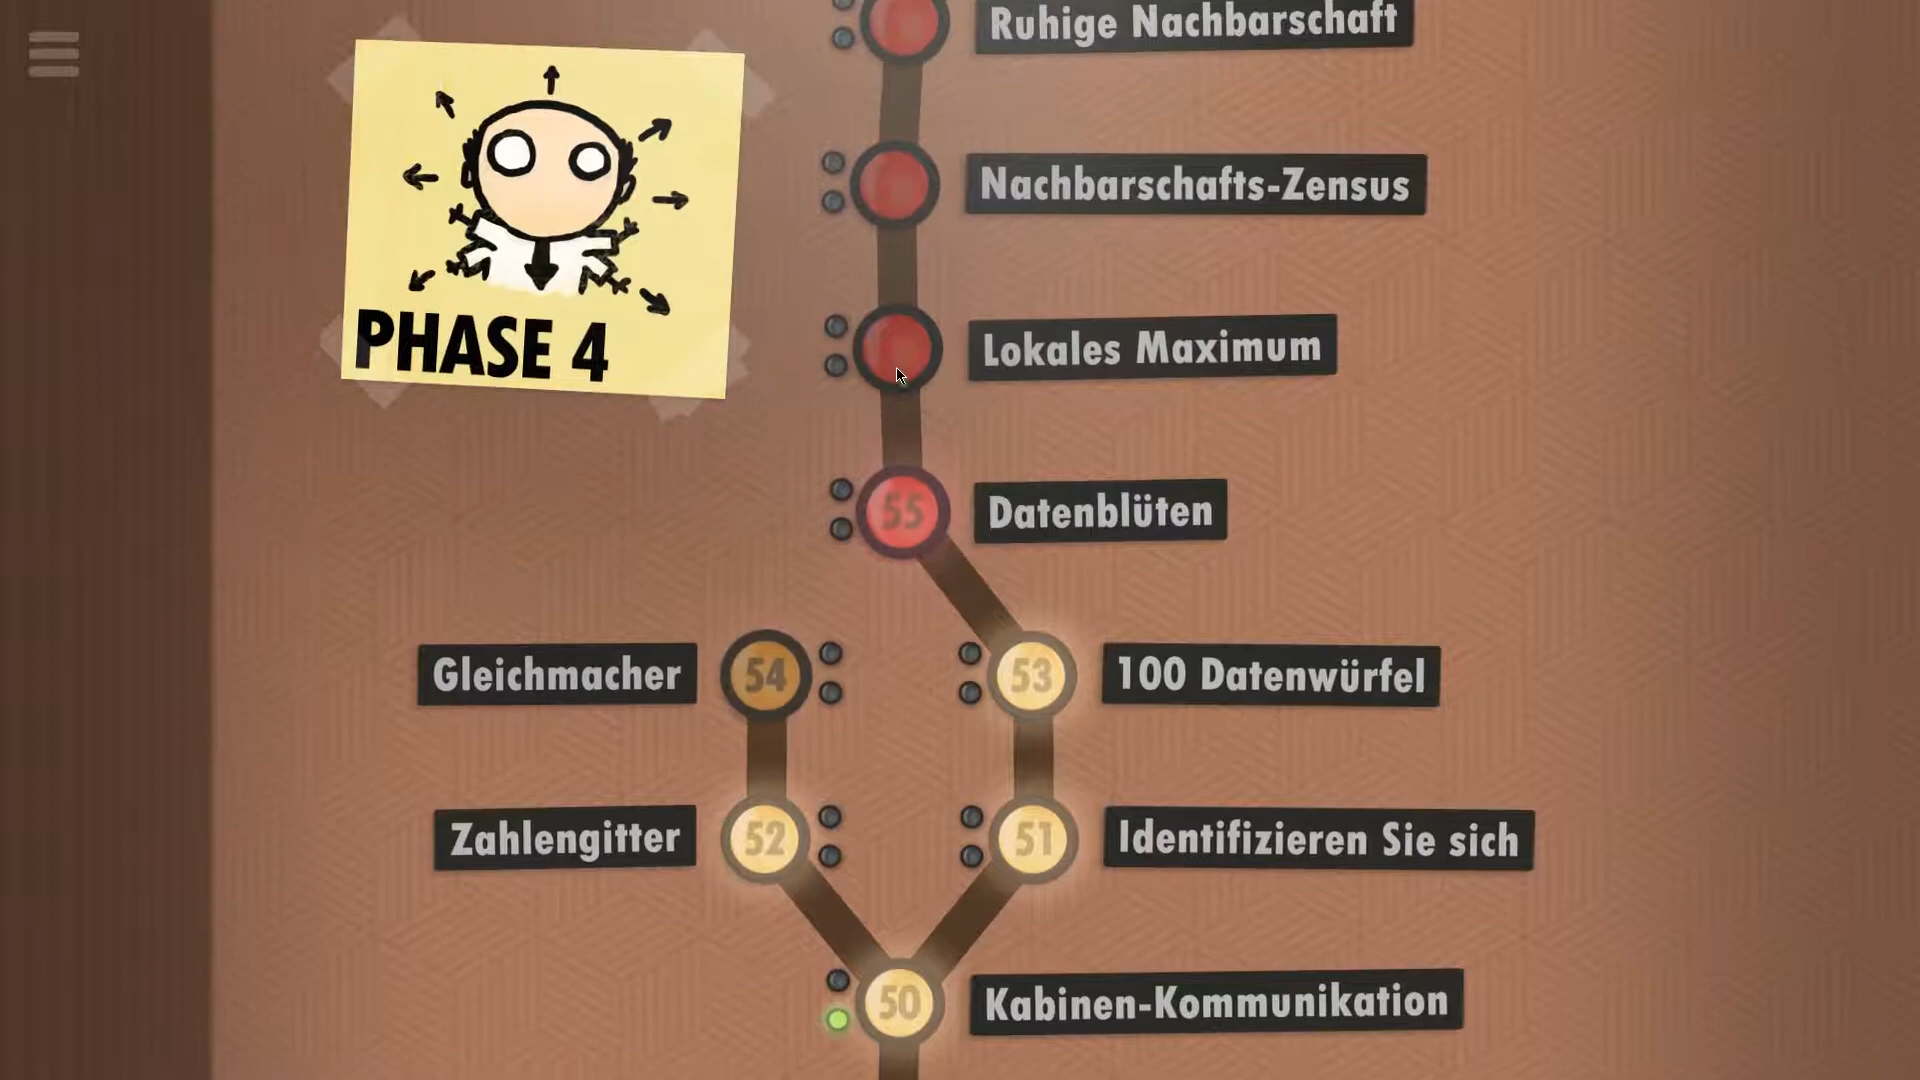 Ruhige Nachbarschaft
Nachbarschafts-Zensus
PHASE 4
Lokales Maximum
55 Datenblüten
Gleichmacher 54
53 100 Datenwürfel
Zahlengitter 52
51 Identifizieren Sie sich
50 Kabinen-Kommunikation